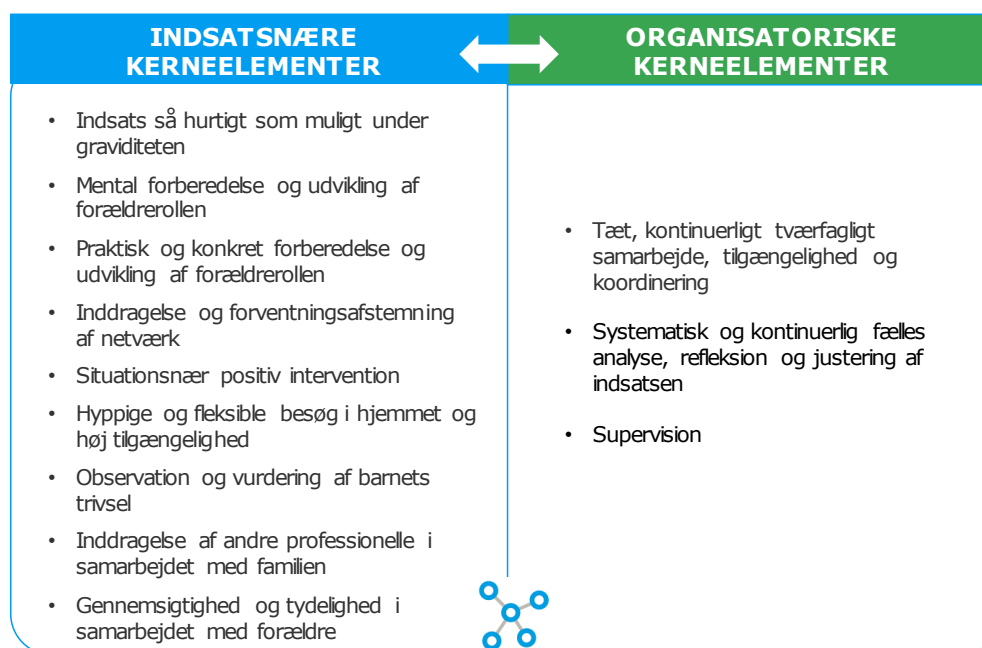 INDSATSNÆRE
KERNEELEMENTER
• Indsats så hurtigt som muligt under
graviditeten
• Mental forberedelse og udvikling af
forældrerollen
• Praktisk og konkret forberedelse og
udvikling af forældrerollen
• Inddragelse og forventningsafstemning
af netværk
• Situationsnær positiv intervention
• Hyppige og fleksible besøg i hjemmet og
høj tilgængelighed
• Observation og vurdering af barnets
trivsel
• Inddragelse af andre professionelle i
samarbejdet med familien
• Gennemsigtighed og tydelighed i
samarbejdet med forældre
ORGANISATORISKE
KERNEELEMENTER
• Tæt, kontinuerligt tværfagligt
samarbejde, tilgængelighed og
koordinering
• Systematisk og kontinuerlig fælles
analyse, refleksion og justering af
indsatsen
• Supervision